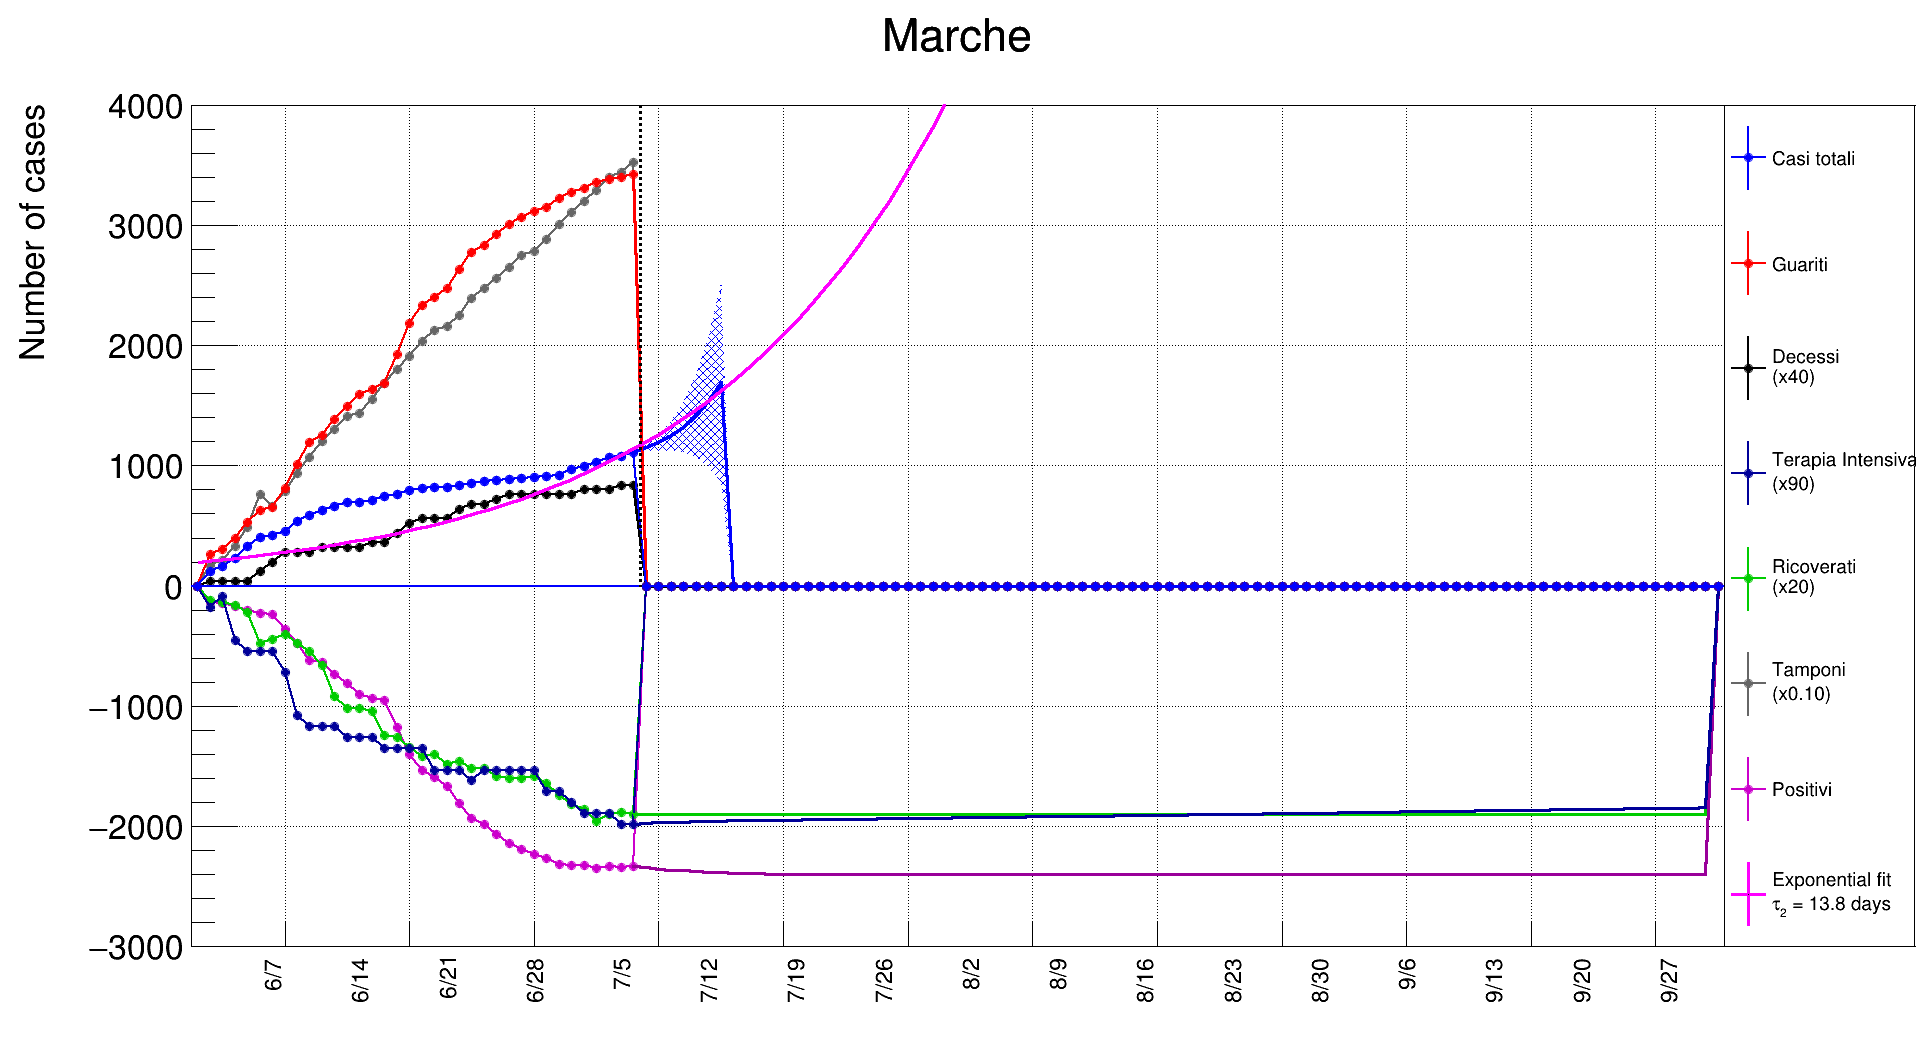 Marche
Number of cases
4000
3000
2000
1000
0
−1000
−2000
−3000
6/7
6/14
6/21
6/28
7/5
7/12
7/19
7/26
8/2
8/9
8/16
8/23
8/30
9/6
9/13
9/20
9/27
Casi totali
Guariti
Decessi
(x40)
Terapia Intensiva
(x90)
Ricoverati
(x20)
Tamponi
(x0.10)
Positivi
Exponential fit
τ2 = 13.8 days